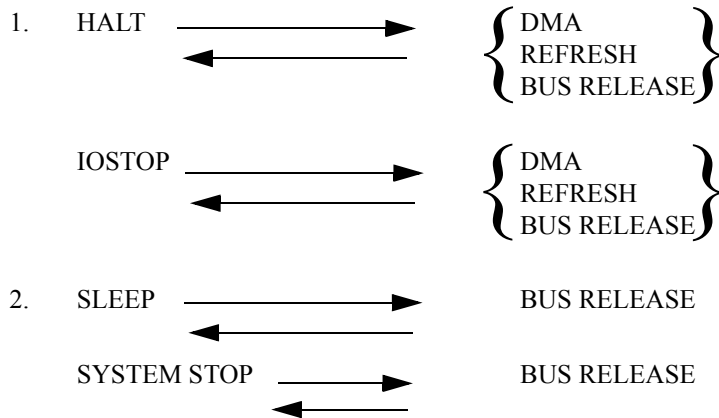 1. HALT { DMA
REFRESH
BUS RELEASE }
IOSTOP { DMA
REFRESH
BUS RELEASE }
2. SLEEP BUS RELEASE
SYSTEM STOP BUS RELEASE